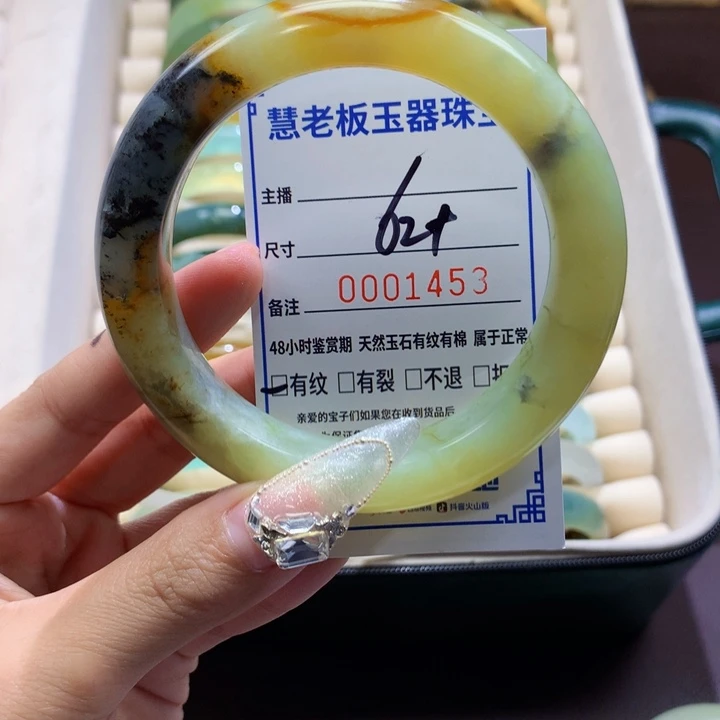 慧老板玉器珠
主播
尺寸 62+
备注 0001453
48小时鉴赏期 天然玉石有纹有棉 属于正常
☐有纹 ☐有裂 ☐不退 ☐
亲爱的宝子们如果您在收到货品后
抖音火山版